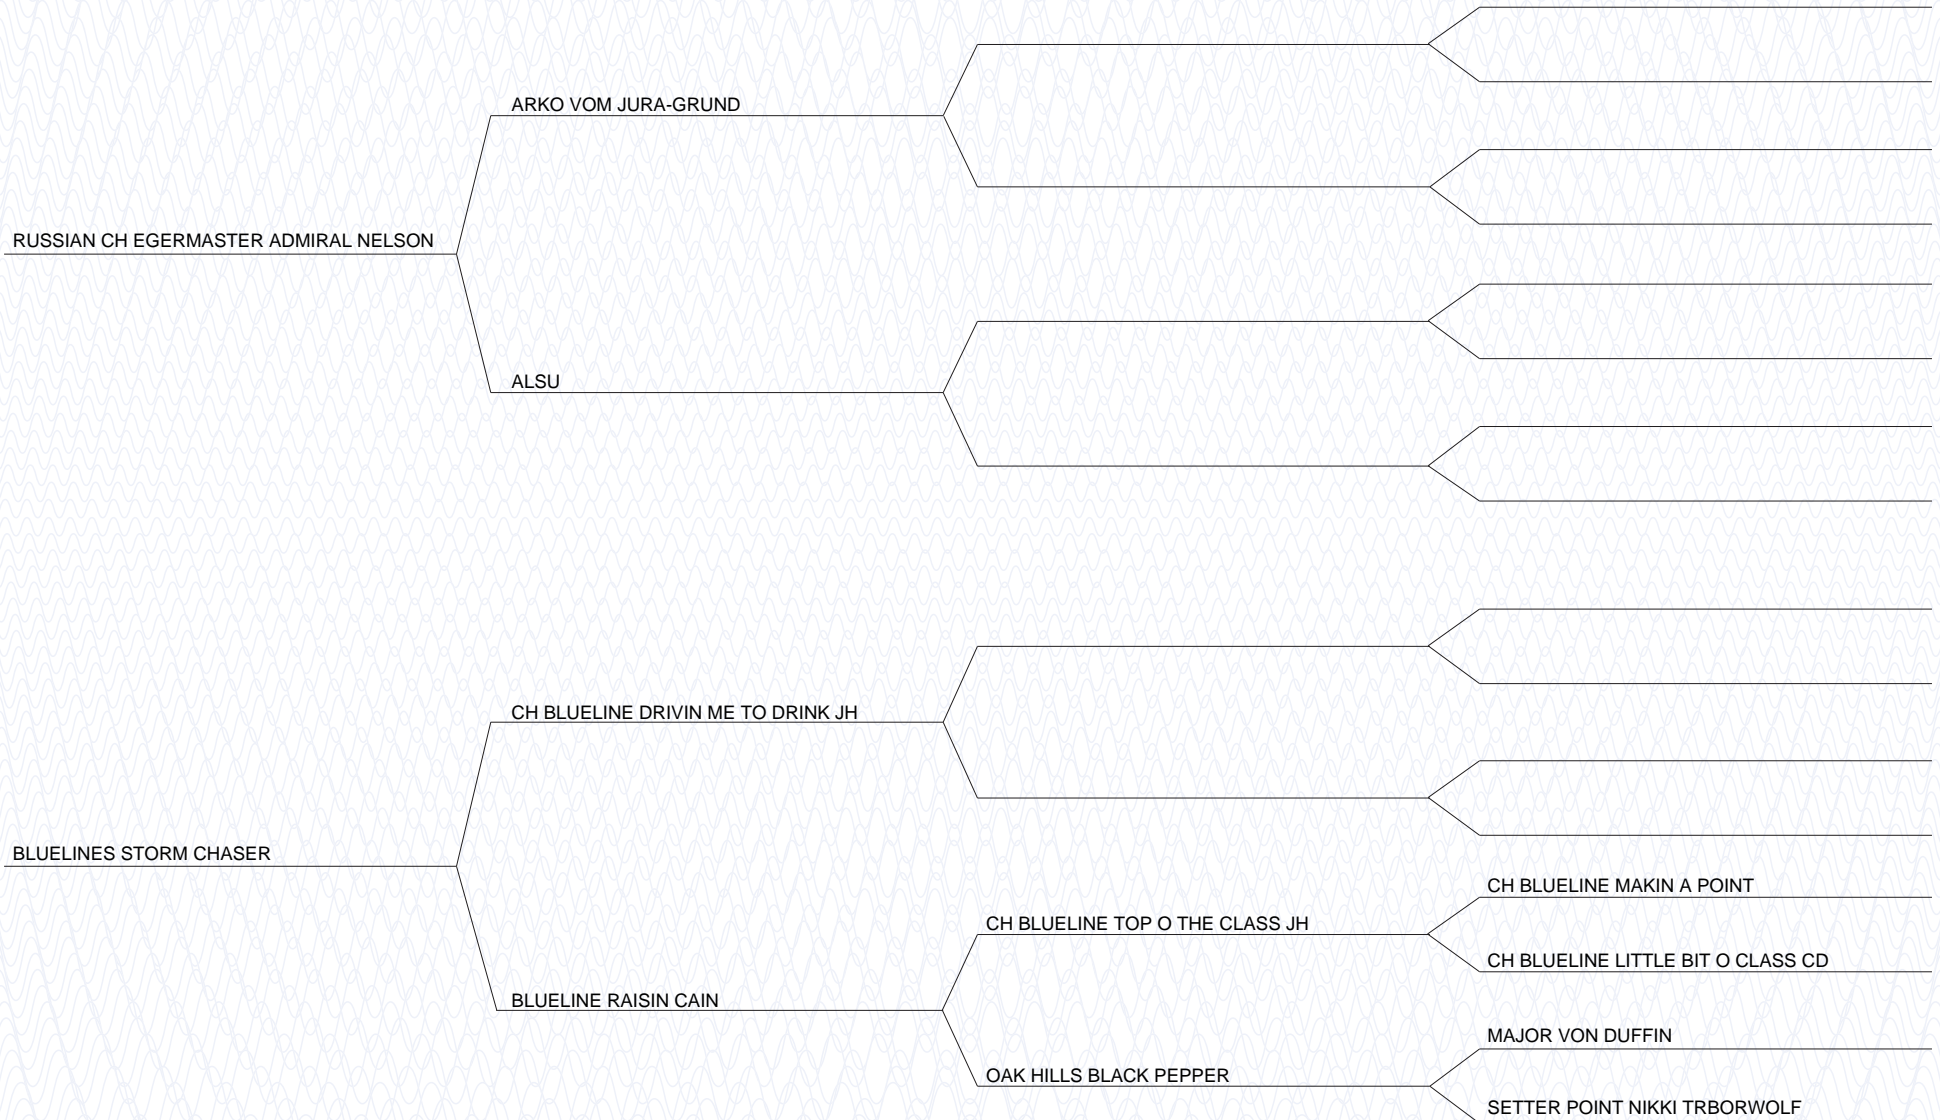 ARKO VOM JURA-GRUND
RUSSIAN CH EGERMASTER ADMIRAL NELSON
ALSU
CH BLUELINE DRIVIN ME TO DRINK JH
BLUELINES STORM CHASER
CH BLUELINE MAKIN A POINT
CH BLUELINE TOP O THE CLASS JH
CH BLUELINE LITTLE BIT O CLASS CD
BLUELINE RAISIN CAIN
MAJOR VON DUFFIN
OAK HILLS BLACK PEPPER
SETTER POINT NIKKI TRBORWOLF